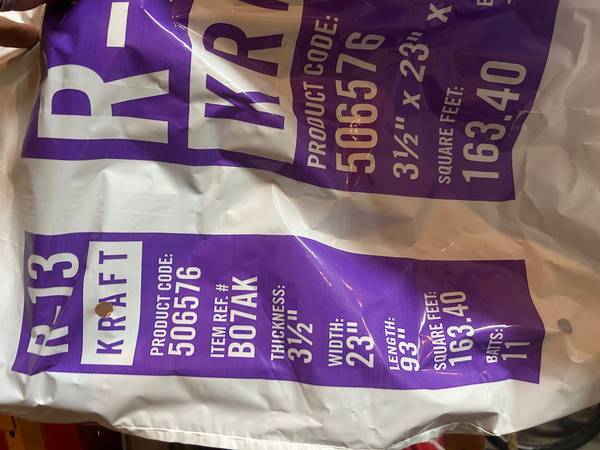 R-
KRA
PRODUCT CODE:
506576
3½" x 23" x
SQUARE FEET:
163.40
R-13
KRAFT
PRODUCT CODE:
506576
ITEM REF. #
B07AK
THICKNESS:
3½"
WIDTH:
23"
LENGTH:
93"
SQUARE FEET:
163.40
BATTS:
11